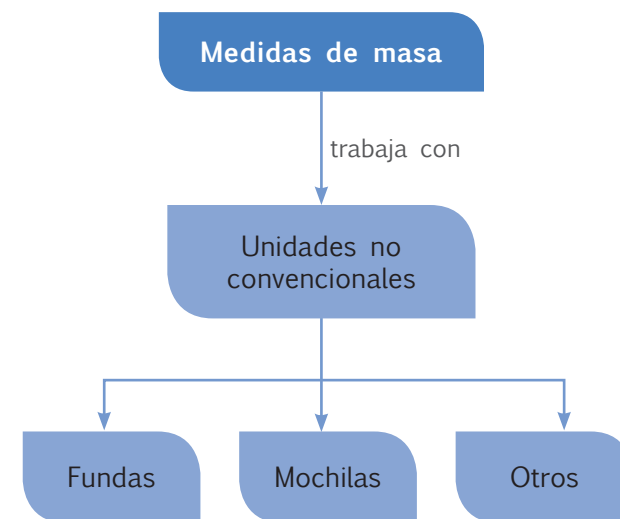 Medidas de masa
trabaja con
Unidades no
convencionales
Fundas
Mochilas
Otros